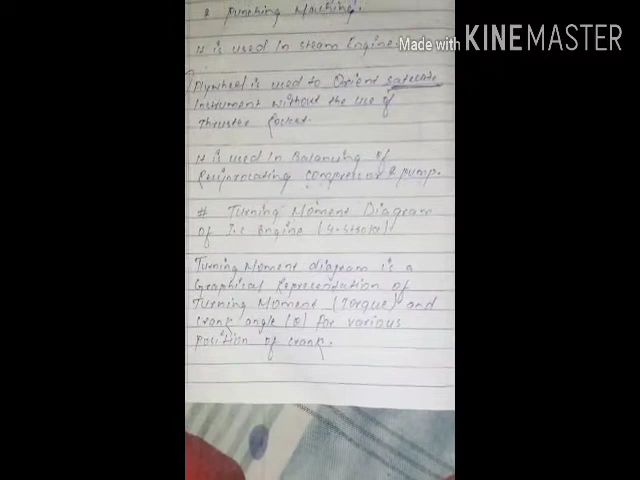 & Punching Machine.
It is used in steam Engine
Made with KINEMASTER
Flywheel is used to Orient satellite
Instrument without the use of
thruster Rocket.
It is used in Balancing of
Reciprocating compressor & pump.
# Turning Moment Diagram
of I.C Engine (4-stroke)
Turning Moment diagram is a
Graphical Representation of
Turning Moment (Torque) and
crank angle (θ) for various
position of crank.